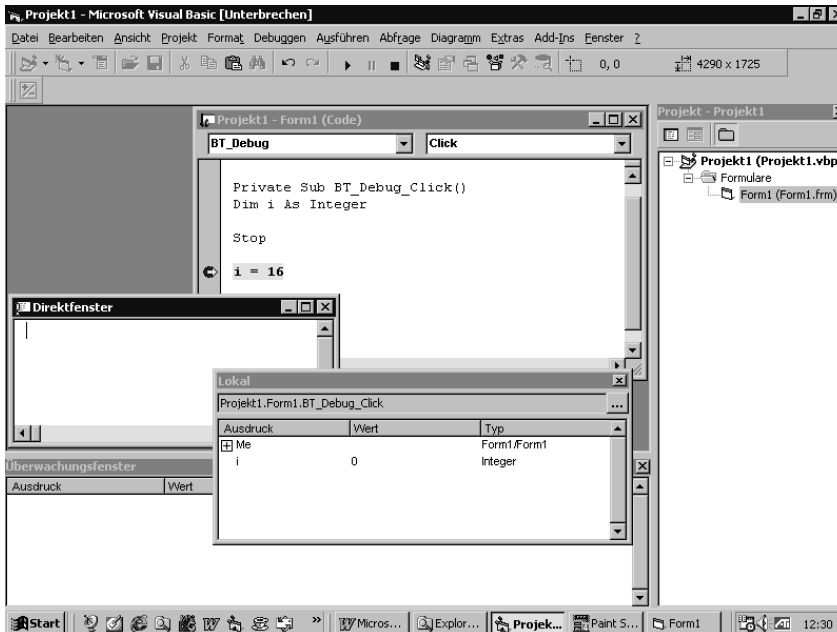 Projekt1 - Microsoft Visual Basic [Unterbrechen]
Datei Bearbeiten Ansicht Projekt Format Debuggen Ausführen Abfrage Diagramm Extras Add-Ins Fenster ?
0, 0 4290 x 1725
Projekt1 - Form1 (Code)
BT_Debug Click
Private Sub BT_Debug_Click()
Dim i As Integer
Stop
i = 16
Projekt - Projekt1
Projekt1 (Projekt1.vbp
Formulare
Form1 (Form1.frm)
Direktfenster
Lokal
Projekt1.Form1.BT_Debug_Click ...
Ausdruck Wert Typ
Me Form1/Form1
i 0 Integer
Überwachungsfenster
Ausdruck Wert
Start » Micros... Explor... Projek... Paint S... Form1 12:30